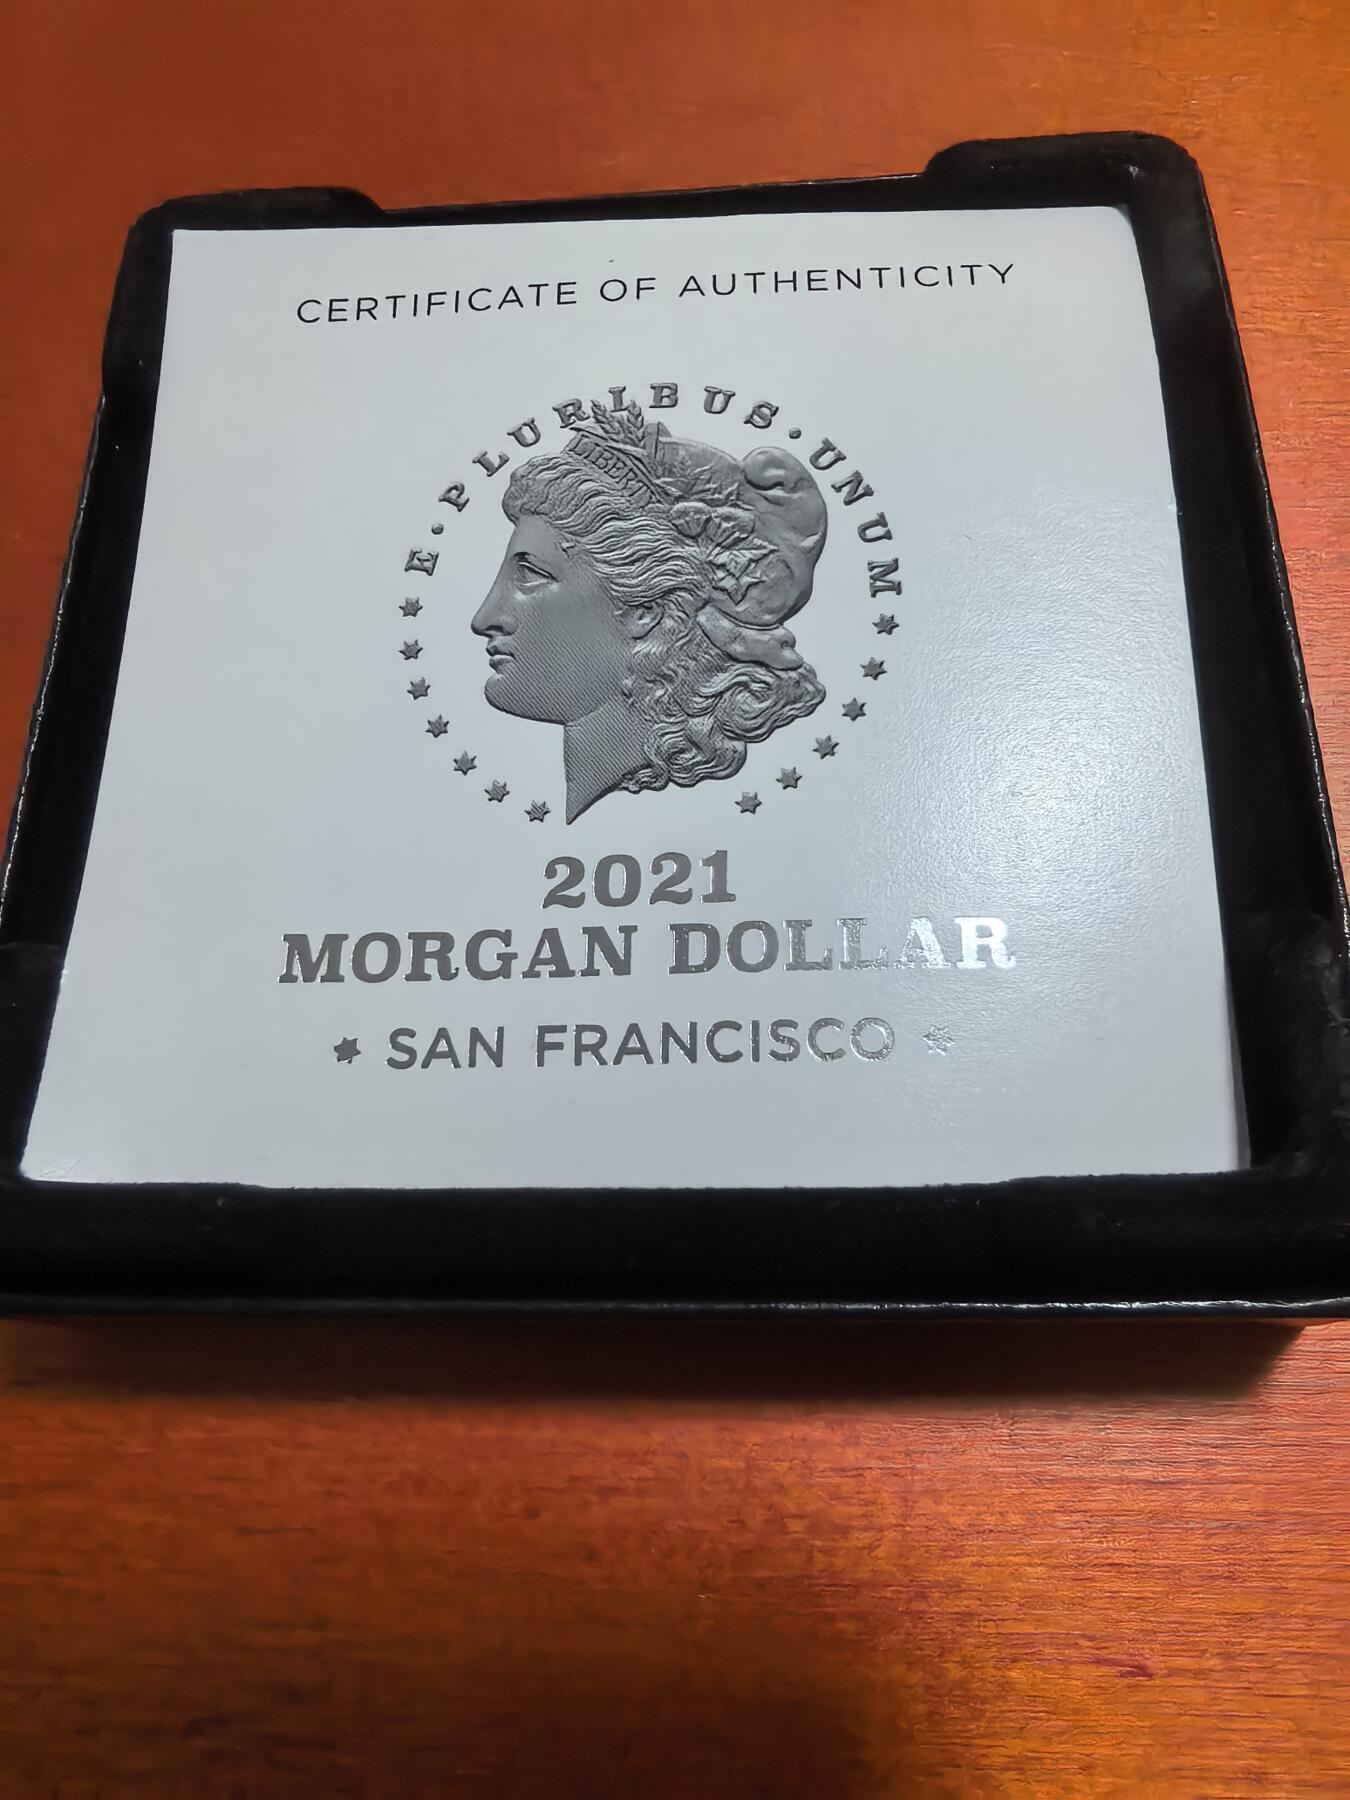 CERTIFICATE OF AUTHENTICITY
E·PLURIBUS·UNUM
LIBERTY
2021
MORGAN DOLLAR
SAN FRANCISCO